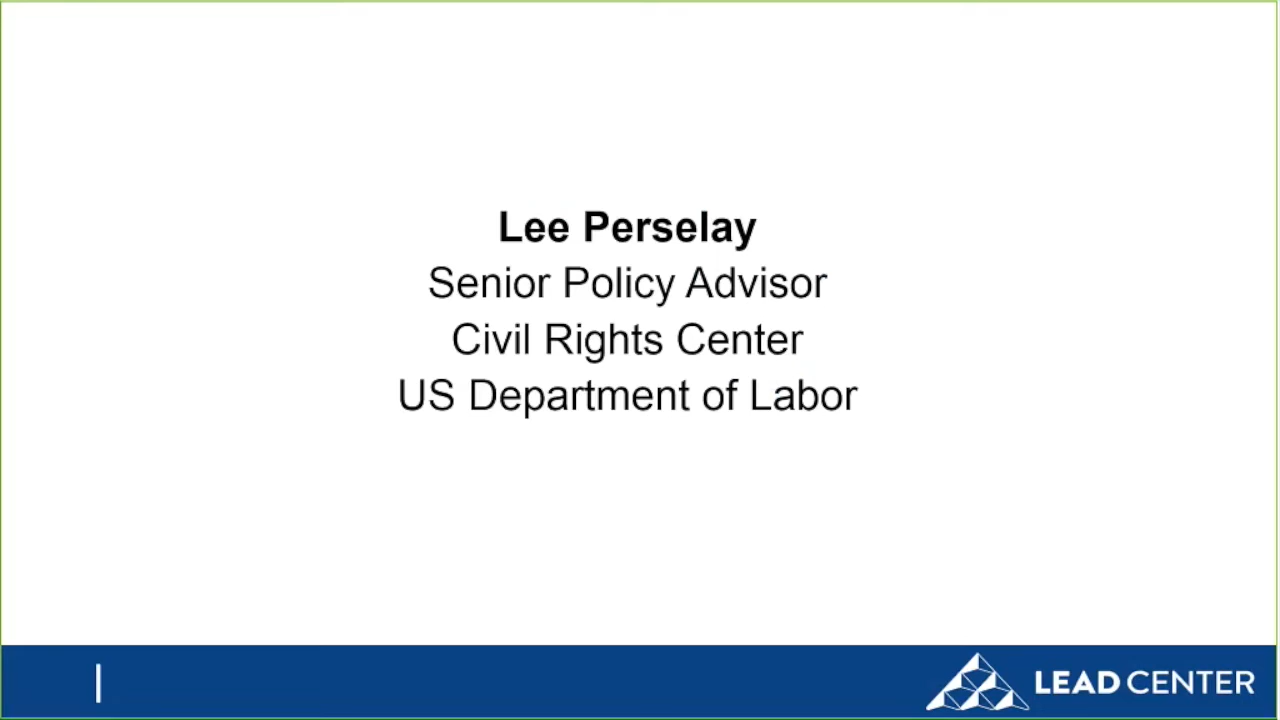 Lee Perselay
Senior Policy Advisor
Civil Rights Center
US Department of Labor
LEAD CENTER